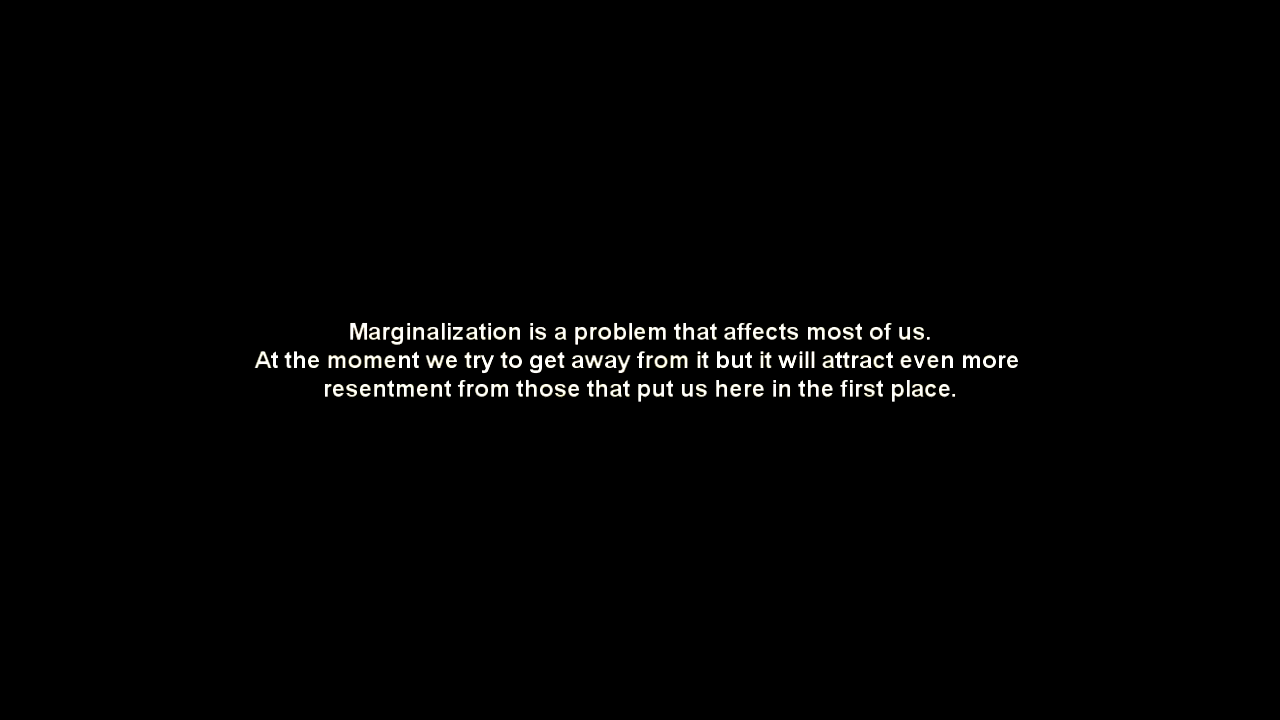 Marginalization is a problem that affects most of us.
At the moment we try to get away from it but it will attract even more
resentment from those that put us here in the first place.